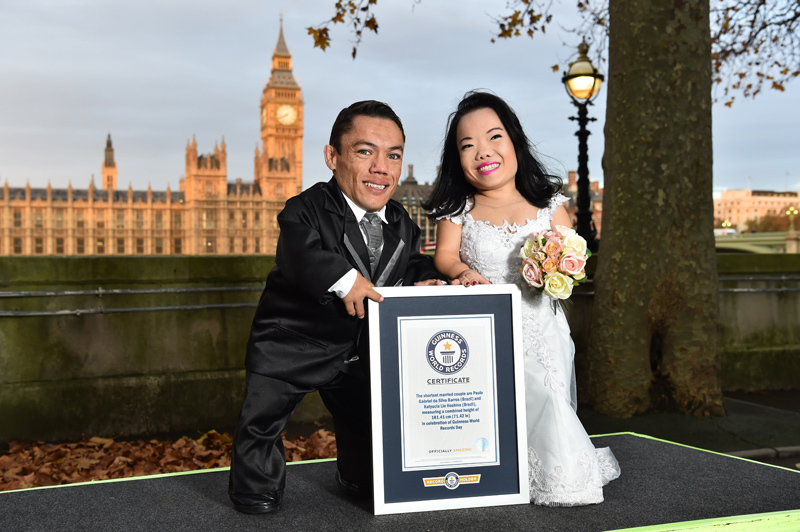 GUINNESS
WORLD RECORDS
CERTIFICATE
The shortest married couple are Paulo
Gabriel da Silva Barros (Brazil) and
Katyucia Lie Hoshino (Brazil),
measuring a combined height of
181.41 cm (71.42 in)
in celebration of Guinness World
Records Day
OFFICIALLY AMAZING
RECORD HOLDER